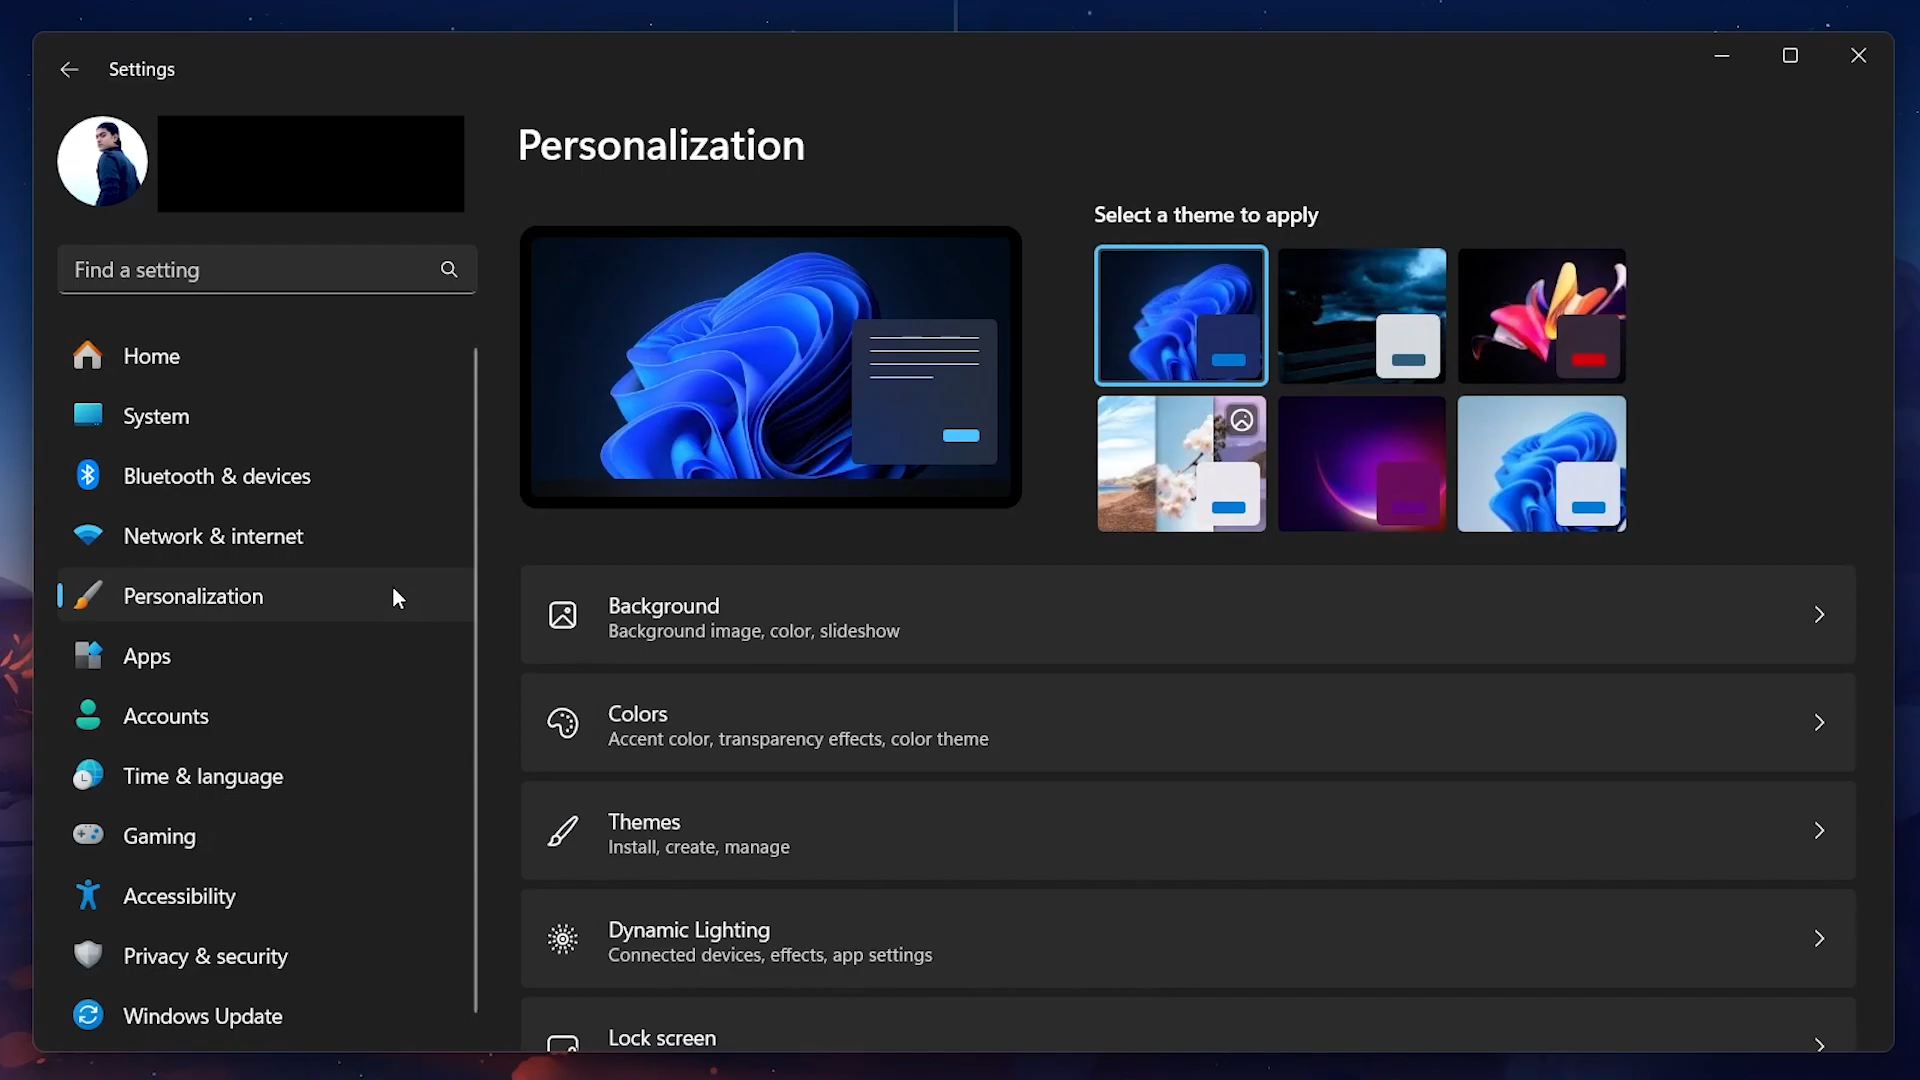 Settings
Find a setting
Home
System
Bluetooth & devices
Network & internet
Personalization
Apps
Accounts
Time & language
Gaming
Accessibility
Privacy & security
Windows Update
Personalization
Select a theme to apply
Background
Background image, color, slideshow
Colors
Accent color, transparency effects, color theme
Themes
Install, create, manage
Dynamic Lighting
Connected devices, effects, app settings
Lock screen